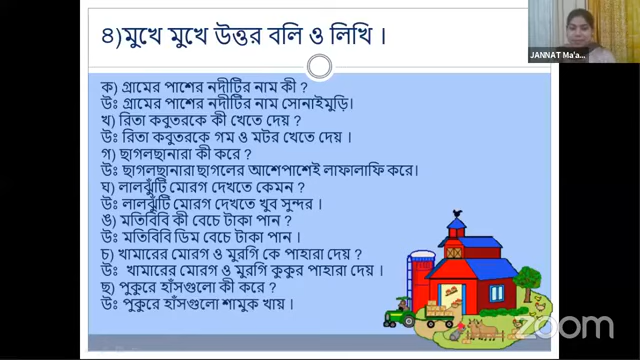 ৪)মুখে মুখে উত্তর বলি ও লিখি ।
JANNAT Ma'a...
ক) গ্রামের পাশের নদীটির নাম কী ?
উঃ গ্রামের পাশের নদীটির নাম সোনাইমুড়ি।
খ) রিতা কবুতরকে কী খেতে দেয় ?
উঃ রিতা কবুতরকে গম ও মটর খেতে দেয় ।
গ) ছাগলছানারা কী করে ?
উঃ ছাগলছানারা ছাগলের আশেপাশেই লাফালাফি করে।
ঘ) লালঝুঁটি মোরগ দেখতে কেমন ?
উঃ লালঝুঁটি মোরগ দেখতে খুব সুন্দর ।
ঙ) মতিবিবি কী বেচে টাকা পান ?
উঃ মতিবিবি ডিম বেচে টাকা পান ।
চ) খামারের মোরগ ও মুরগি কে পাহারা দেয় ?
উঃ খামারের মোরগ ও মুরগি কুকুর পাহারা দেয় ।
ছ) পুকুরে হাঁসগুলো কী করে ?
উঃ পুকুরে হাঁসগুলো শামুক খায় ।
zoom